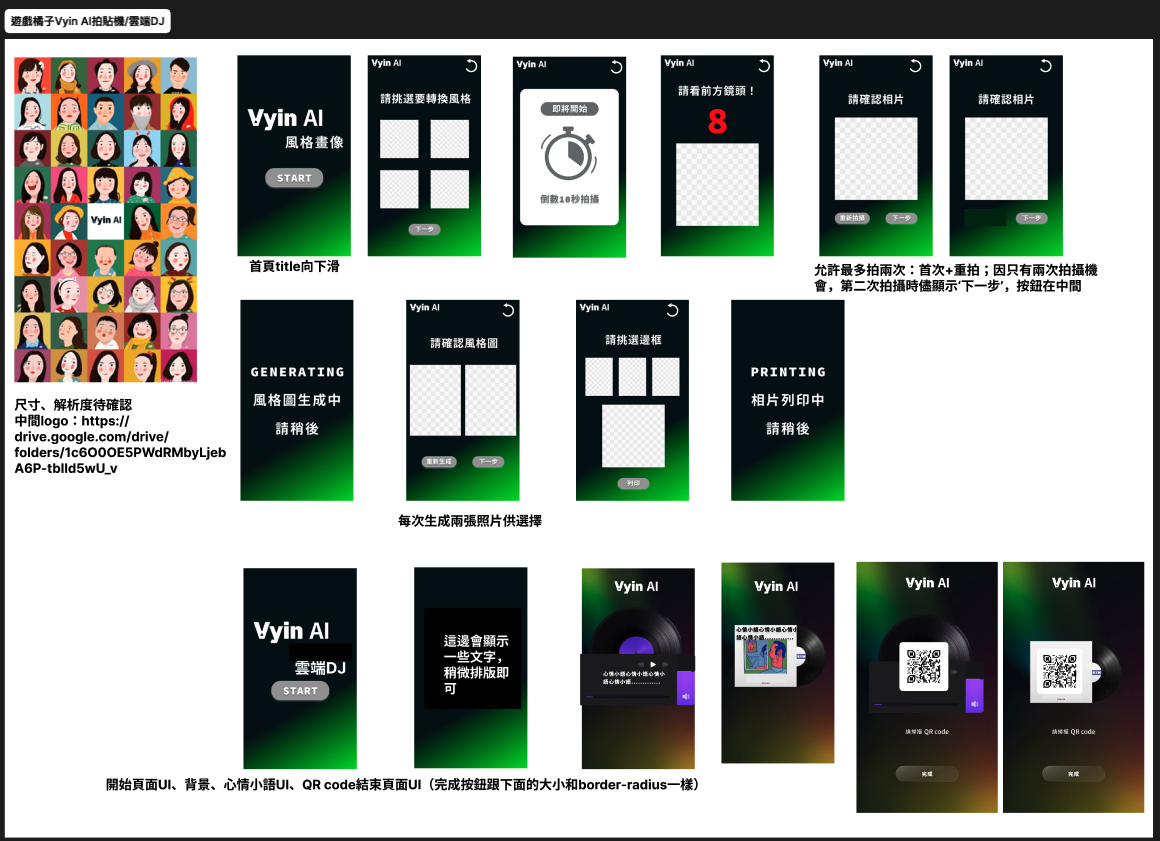 遊戲橘子Vyin AI拍貼機/雲端DJ
Vyin AI
尺寸、解析度待確認
中間logo：https://
drive.google.com/drive/
folders/1c6O0OE5PWdRMbyLjeb
A6P-tblld5wU_v
Vyin AI
風格畫像
START
首頁title向下滑
Vyin AI
請挑選要轉換風格
下一步
Vyin AI
即將開始
倒數10秒拍攝
Vyin AI
請看前方鏡頭！
8
Vyin AI
請確認相片
重新拍攝
下一步
Vyin AI
請確認相片
下一步
允許最多拍兩次：首次+重拍；因只有兩次拍攝機
會，第二次拍攝時儘顯示‘下一步’，按鈕在中間
GENERATING
風格圖生成中
請稍後
Vyin AI
請確認風格圖
重新生成
下一步
每次生成兩張照片供選擇
Vyin AI
請挑選邊框
列印
PRINTING
相片列印中
請稍後
Vyin AI
雲端DJ
START
這邊會顯示
一些文字，
稍微排版即
可
Vyin AI
心情小語心情小語心情小
語心情小語.............
Vyin AI
心情小語心情小語心情小
語心情小語.............
Vyin AI
請掃描 QR code
完成
Vyin AI
請掃描 QR code
完成
開始頁面UI、背景、心情小語UI、QR code結束頁面UI（完成按鈕跟下面的大小和border-radius一樣）